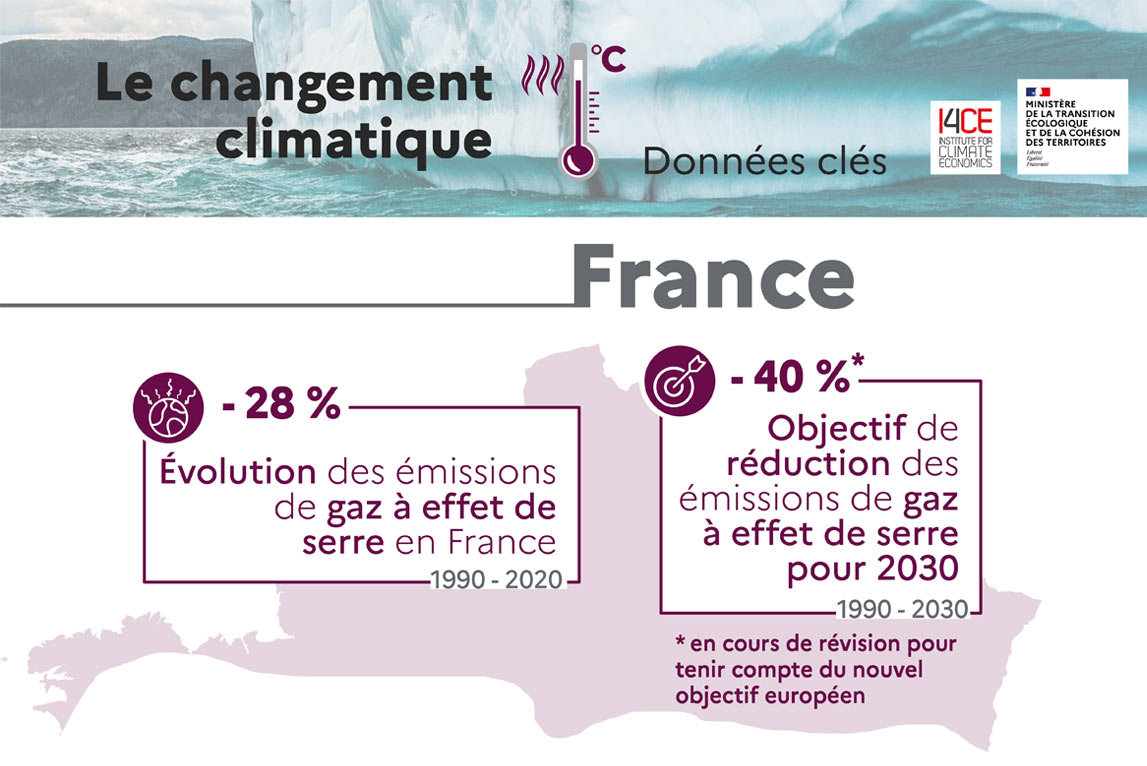 Le changement
climatique
°C
Données clés
I4CE
INSTITUTE FOR
CLIMATE
ECONOMICS
MINISTÈRE
DE LA TRANSITION
ÉCOLOGIQUE
ET DE LA COHÉSION
DES TERRITOIRES
Liberté
Égalité
Fraternité
France
- 28 %
Évolution des émissions
de gaz à effet de
serre en France
1990 - 2020
- 40 %*
Objectif de
réduction des
émissions de gaz
à effet de serre
pour 2030
1990 - 2030
* en cours de révision pour
tenir compte du nouvel
objectif européen